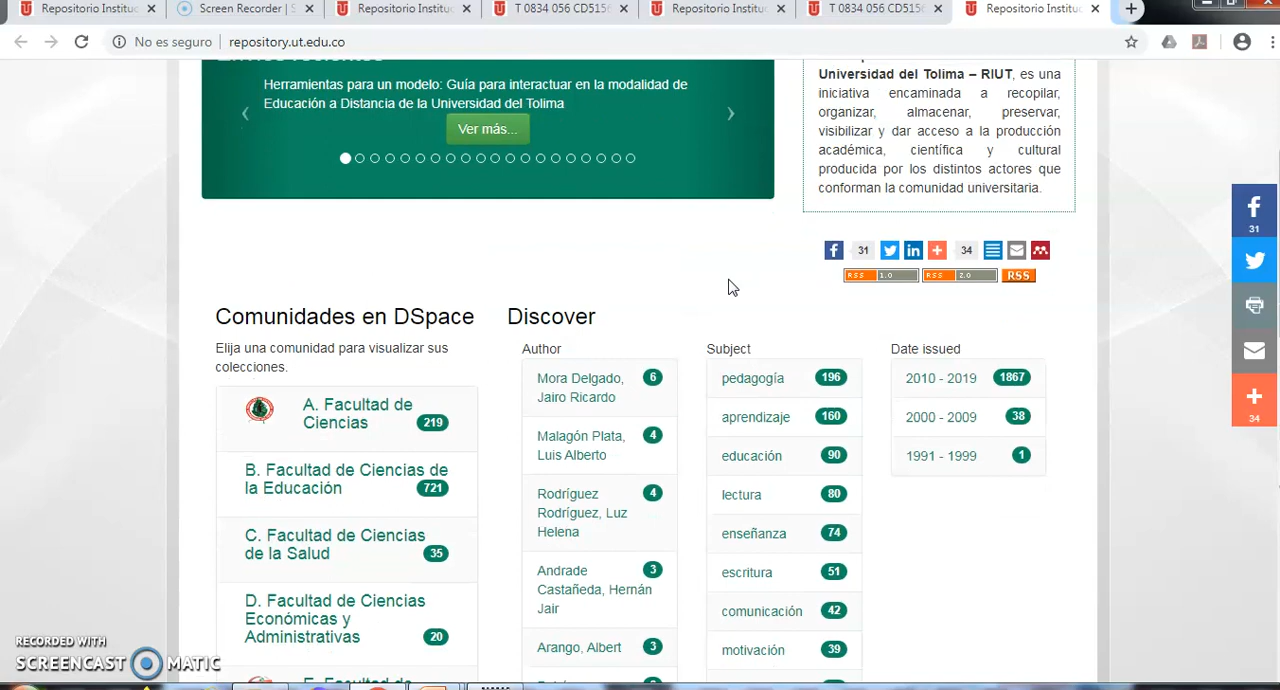 Repositorio Instituc
Screen Recorder | S
Repositorio Instituc
T 0834 056 CD5156
Repositorio Instituc
T 0834 056 CD5156
Repositorio Instituc
No es seguro | repository.ut.edu.co
Herramientas para un modelo: Guía para interactuar en la modalidad de
Educación a Distancia de la Universidad del Tolima
Ver más...
Universidad del Tolima – RIUT, es una
iniciativa encaminada a recopilar,
organizar, almacenar, preservar,
visibilizar y dar acceso a la producción
académica, científica y cultural
producida por los distintos actores que
conforman la comunidad universitaria.
31
34
RSS 1.0
RSS 2.0
RSS
31
34
Comunidades en DSpace
Elija una comunidad para visualizar sus
colecciones.
A. Facultad de
Ciencias 219
B. Facultad de Ciencias de
la Educación 721
C. Facultad de Ciencias
de la Salud 35
D. Facultad de Ciencias
Económicas y
Administrativas 20
Discover
Author
Mora Delgado, 6
Jairo Ricardo
Malagón Plata, 4
Luis Alberto
Rodríguez 4
Rodríguez, Luz
Helena
Andrade 3
Castañeda, Hernán
Jair
Arango, Albert 3
Subject
pedagogía 196
aprendizaje 160
educación 90
lectura 80
enseñanza 74
escritura 51
comunicación 42
motivación 39
Date issued
2010 - 2019 1867
2000 - 2009 38
1991 - 1999 1
RECORDED WITH
SCREENCAST MATIC